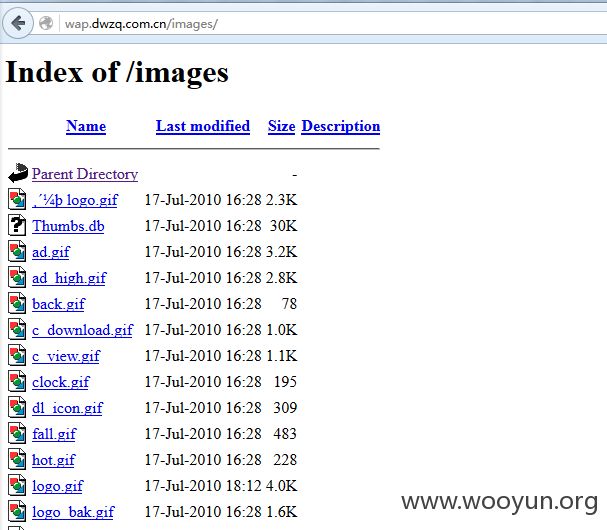 wap.dwzq.com.cn/images/
Index of /images
Name Last modified Size Description
Parent Directory -
¸´¼þ logo.gif 17-Jul-2010 16:28 2.3K
Thumbs.db 17-Jul-2010 16:28 30K
ad.gif 17-Jul-2010 16:28 3.2K
ad_high.gif 17-Jul-2010 16:28 2.8K
back.gif 17-Jul-2010 16:28 78
c_download.gif 17-Jul-2010 16:28 1.0K
c_view.gif 17-Jul-2010 16:28 1.1K
clock.gif 17-Jul-2010 16:28 195
dl_icon.gif 17-Jul-2010 16:28 309
fall.gif 17-Jul-2010 16:28 483
hot.gif 17-Jul-2010 16:28 228
logo.gif 17-Jul-2010 18:12 4.0K
logo_bak.gif 17-Jul-2010 16:28 1.6K
www.wooyun.org